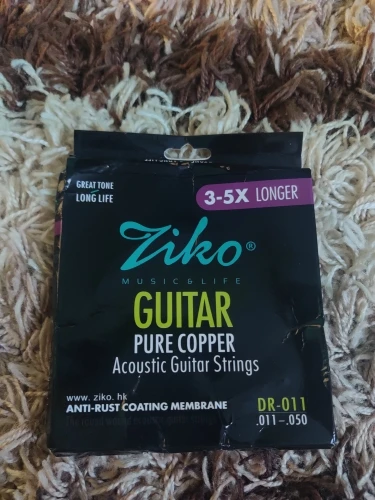 GREAT TONE
LONG LIFE
3-5X LONGER
Ziko®
MUSIC & LIFE
GUITAR
PURE COPPER
Acoustic Guitar Strings
www. ziko. hk
ANTI-RUST COATING MEMBRANE
DR-011
.011-.050